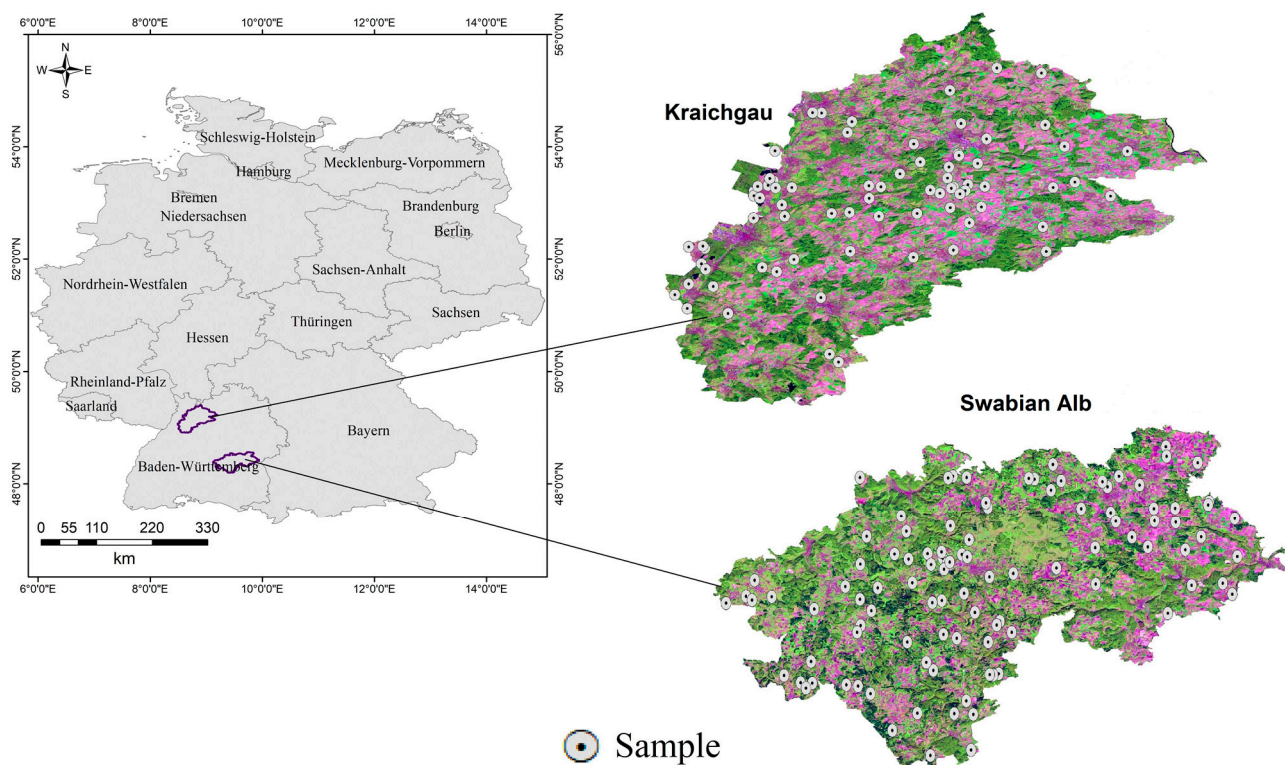 6°0'0"E 8°0'0"E 10°0'0"E 12°0'0"E 14°0'0"E
56°0'0"N
54°0'0"N 54°0'0"N
52°0'0"N 52°0'0"N
50°0'0"N 50°0'0"N
48°0'0"N 48°0'0"N
N
W E
S
Schleswig-Holstein
Hamburg
Mecklenburg-Vorpommern
Bremen
Niedersachsen
Brandenburg
Berlin
Sachsen-Anhalt
Nordrhein-Westfalen
Sachsen
Thüringen
Hessen
Rheinland-Pfalz
Saarland
Bayern
Baden-Württemberg
0 55 110 220 330
km
6°0'0"E 8°0'0"E 10°0'0"E 12°0'0"E 14°0'0"E
Kraichgau
Swabian Alb
Sample